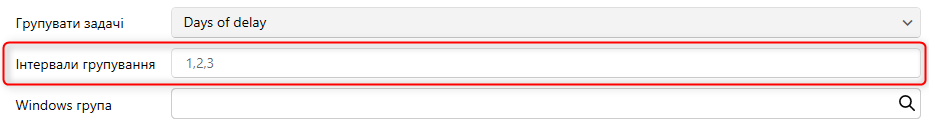 Групувати задачі Days of delay
Інтервали групування 1,2,3
Windows група